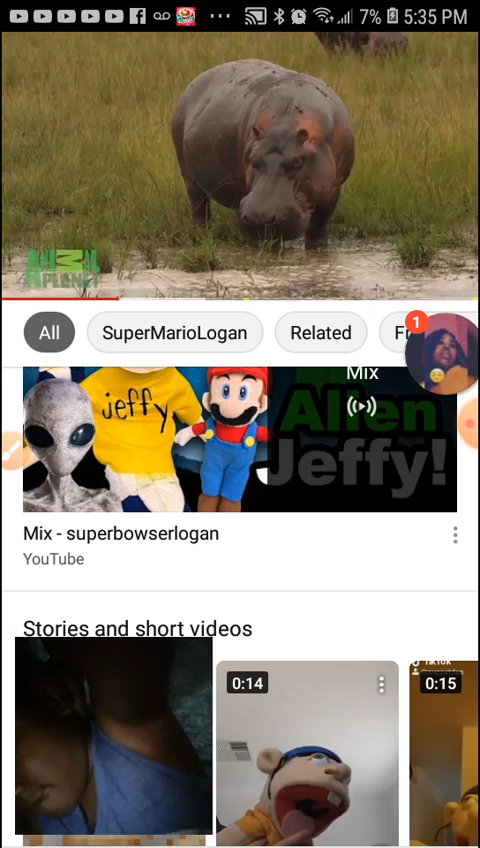 7% 5:35 PM
ANIMAL
PLANET
All
SuperMarioLogan
Related
1
Mix
jeffy
Alien
Jeffy!
Mix - superbowserlogan
YouTube
Stories and short videos
0:14
0:15
TikTok